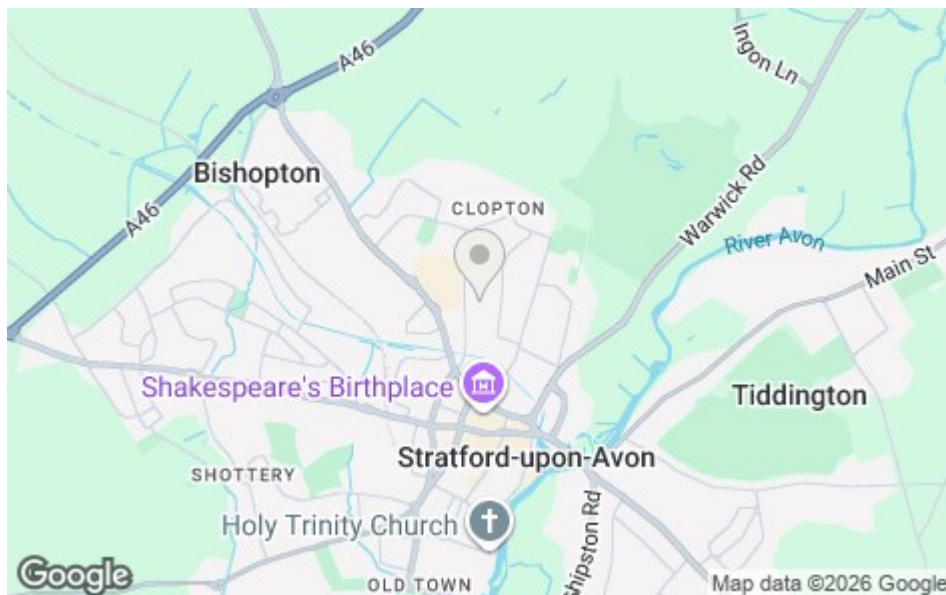 A46
Ingon Ln
Bishopton
CLOPTON
Warwick Rd
A46
River Avon
Main St
Shakespeare's Birthplace
Tiddington
Stratford-upon-Avon
SHOTTERY
Holy Trinity Church
Shipston Rd
OLD TOWN
Google
Map data ©2026 Google